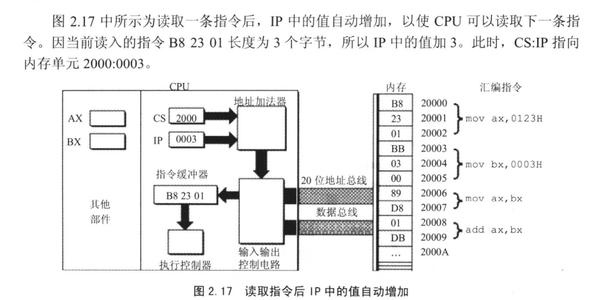 图 2.17 中所示为读取一条指令后，IP 中的值自动增加，以使 CPU 可以读取下一条指
令。因当前读入的指令 B8 23 01 长度为 3 个字节，所以 IP 中的值加 3。此时，CS:IP 指向
内存单元 2000:0003。
CPU
内存
汇编指令
地址加法器
AX
BX
CS 2000
IP 0003
指令缓冲器
B8 23 01
其他
部件
执行控制器
输入输出
控制电路
20 位地址总线
数据总线
B8 20000
23 20001
01 20002
BB 20003
03 20004
00 20005
89 20006
D8 20007
01 20008
DB 20009
… 2000A
mov ax,0123H
mov bx,0003H
mov ax,bx
add ax,bx
图 2.17 读取指令后 IP 中的值自动增加